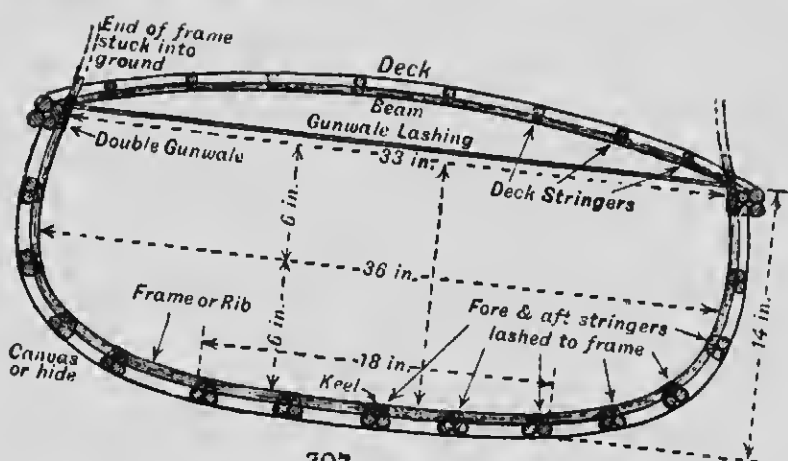 End of frame
stuck into
ground
Deck
Beam
Gunwale Lashing
Double Gunwale
33 in.
Deck Stringers
6 in.
36 in.
14 in.
Frame or Rib
6 in.
Fore & aft stringers
lashed to frame
18 in.
Canvas
or hide
Keel